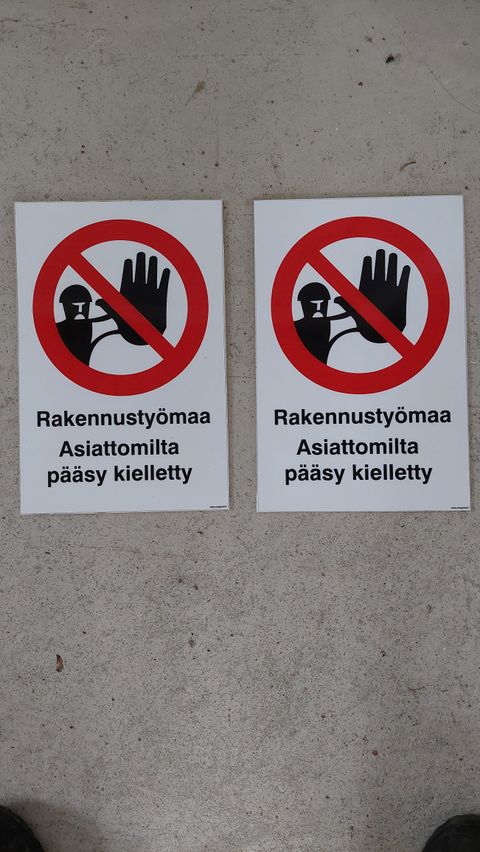 Rakennustyömaa
Asiattomilta
pääsy kielletty
Rakennustyömaa
Asiattomilta
pääsy kielletty